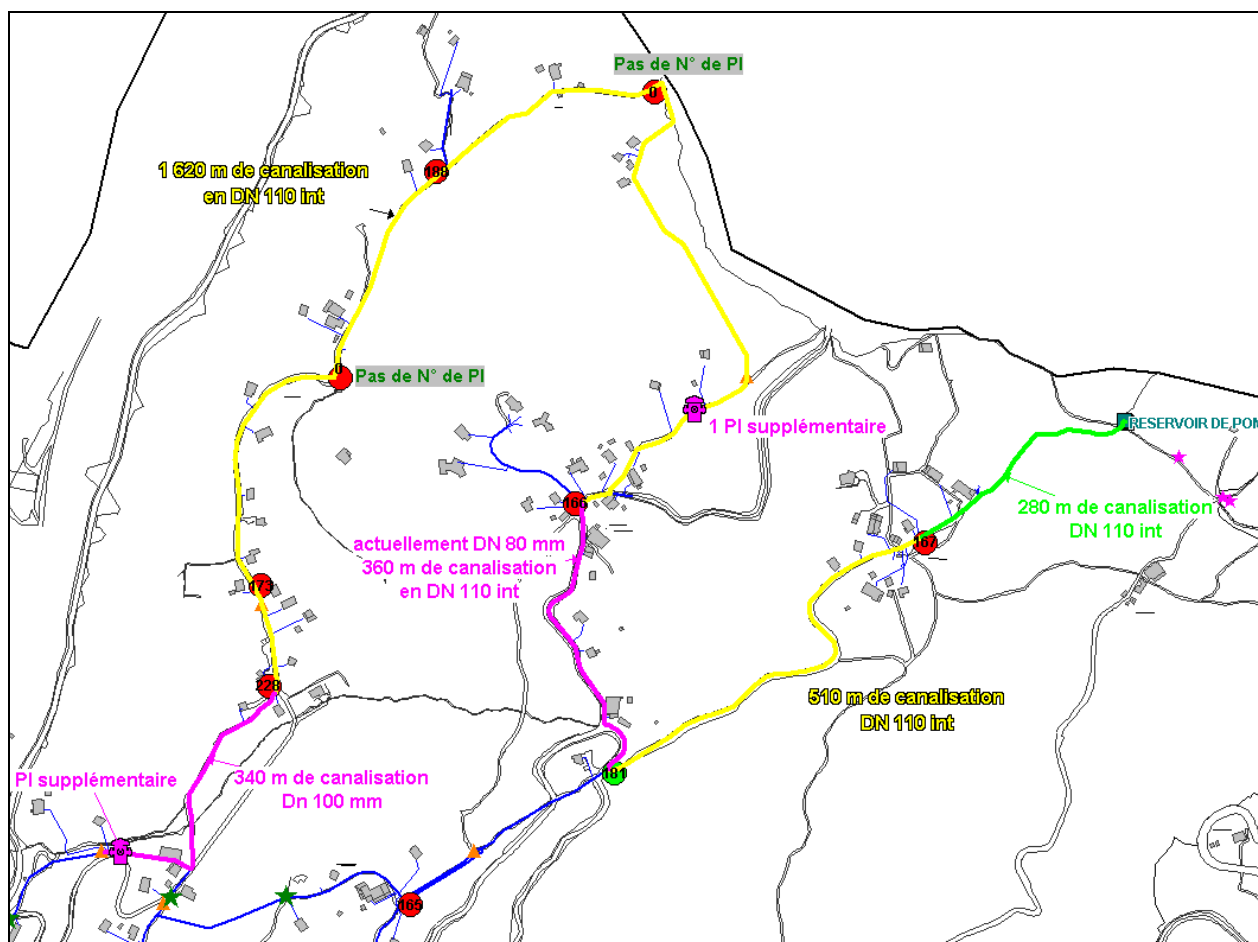 Pas de N° de PI
0
1 620 m de canalisation
en DN 110 int
188
0
Pas de N° de PI
1 PI supplémentaire
RESERVOIR DE PON
280 m de canalisation
DN 110 int
166
167
actuellement DN 80 mm
360 m de canalisation
en DN 110 int
173
228
510 m de canalisation
DN 110 int
PI supplémentaire
340 m de canalisation
Dn 100 mm
181
165